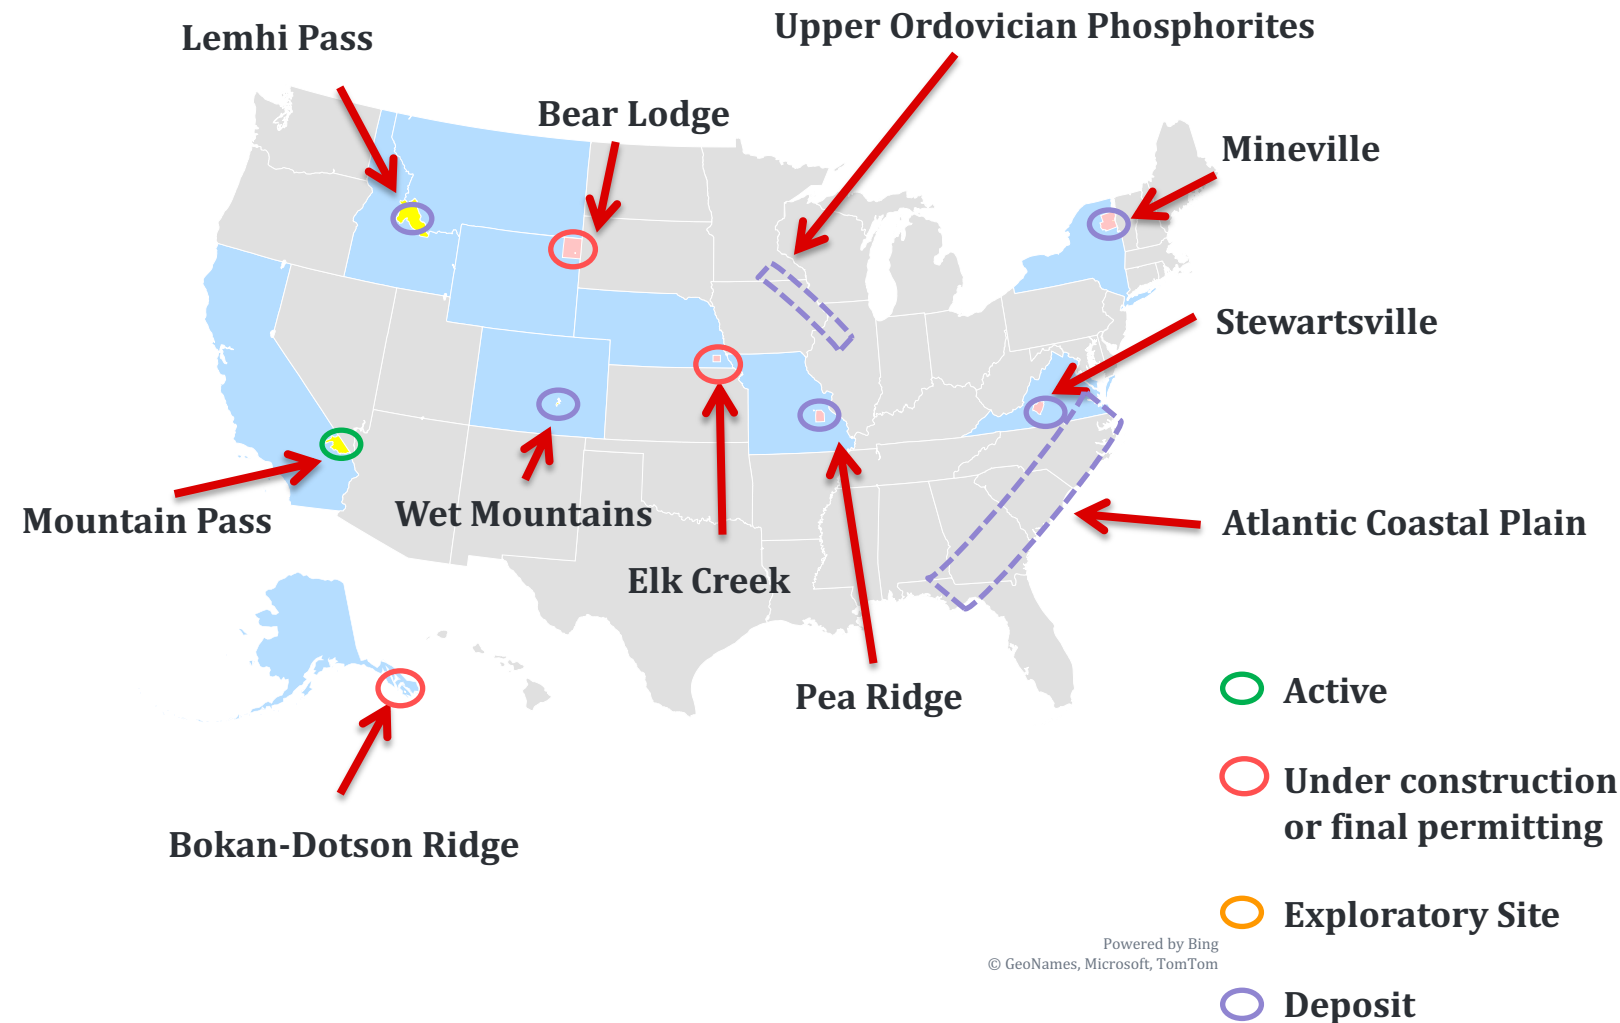 Upper Ordovician Phosphorites
Lemhi Pass
Bear Lodge
Mineville
Stewartsville
Mountain Pass
Wet Mountains
Atlantic Coastal Plain
Elk Creek
Pea Ridge
Bokan-Dotson Ridge
Active
Under construction
or final permitting
Exploratory Site
Powered by Bing
© GeoNames, Microsoft, TomTom
Deposit